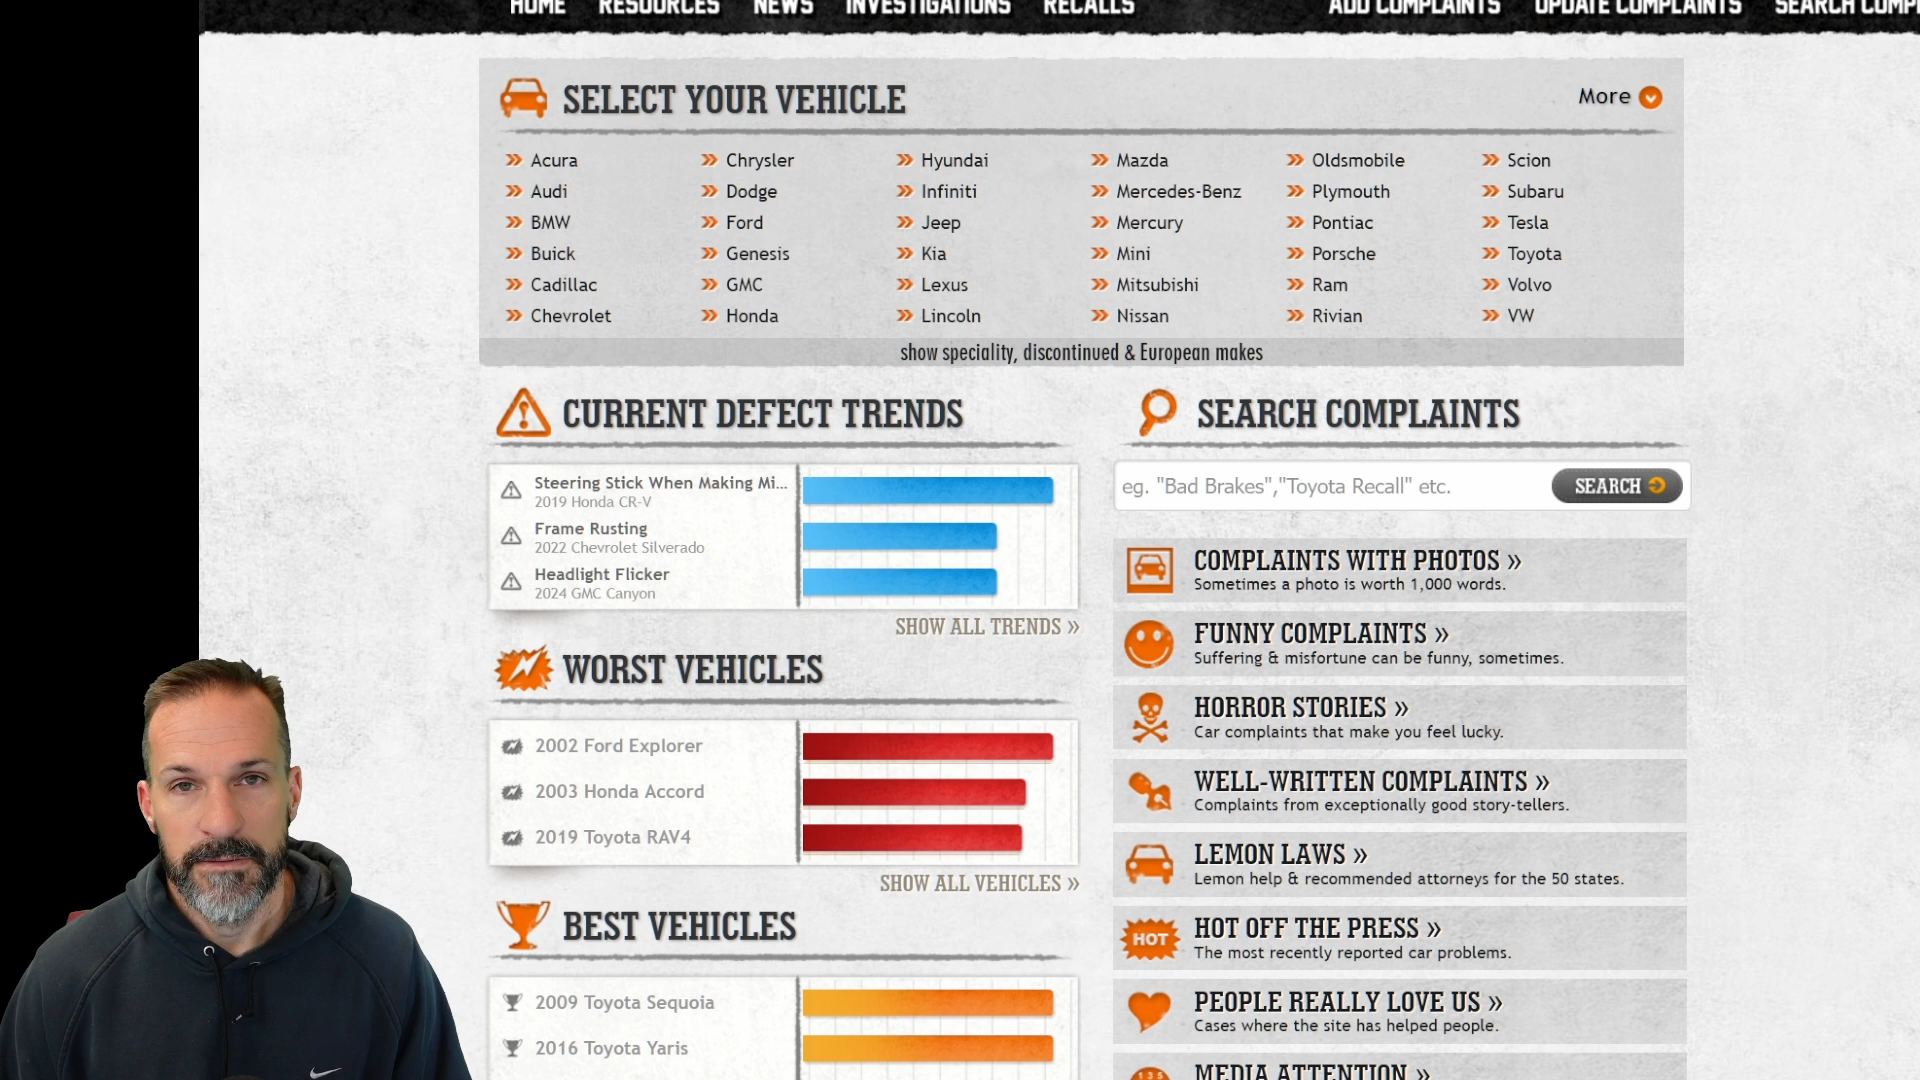 HOME RESOURCES NEWS INVESTIGATIONS RECALLS ADD COMPLAINTS UPDATE COMPLAINTS SEARCH
SELECT YOUR VEHICLE
More
Acura Chrysler Hyundai Mazda Oldsmobile Scion
Audi Dodge Infiniti Mercedes-Benz Plymouth Subaru
BMW Ford Jeep Mercury Pontiac Tesla
Buick Genesis Kia Mini Porsche Toyota
Cadillac GMC Lexus Mitsubishi Ram Volvo
Chevrolet Honda Lincoln Nissan Rivian VW
show speciality, discontinued & European makes
CURRENT DEFECT TRENDS
Steering Stick When Making Mi...
2019 Honda CR-V
Frame Rusting
2022 Chevrolet Silverado
Headlight Flicker
2024 GMC Canyon
SHOW ALL TRENDS »
WORST VEHICLES
2002 Ford Explorer
2003 Honda Accord
2019 Toyota RAV4
SHOW ALL VEHICLES »
BEST VEHICLES
2009 Toyota Sequoia
2016 Toyota Yaris
SEARCH COMPLAINTS
eg. "Bad Brakes","Toyota Recall" etc.
SEARCH
COMPLAINTS WITH PHOTOS »
Sometimes a photo is worth 1,000 words.
FUNNY COMPLAINTS »
Suffering & misfortune can be funny, sometimes.
HORROR STORIES »
Car complaints that make you feel lucky.
WELL-WRITTEN COMPLAINTS »
Complaints from exceptionally good story-tellers.
LEMON LAWS »
Lemon help & recommended attorneys for the 50 states.
HOT
HOT OFF THE PRESS »
The most recently reported car problems.
PEOPLE REALLY LOVE US »
Cases where the site has helped people.
135
MEDIA ATTENTION »